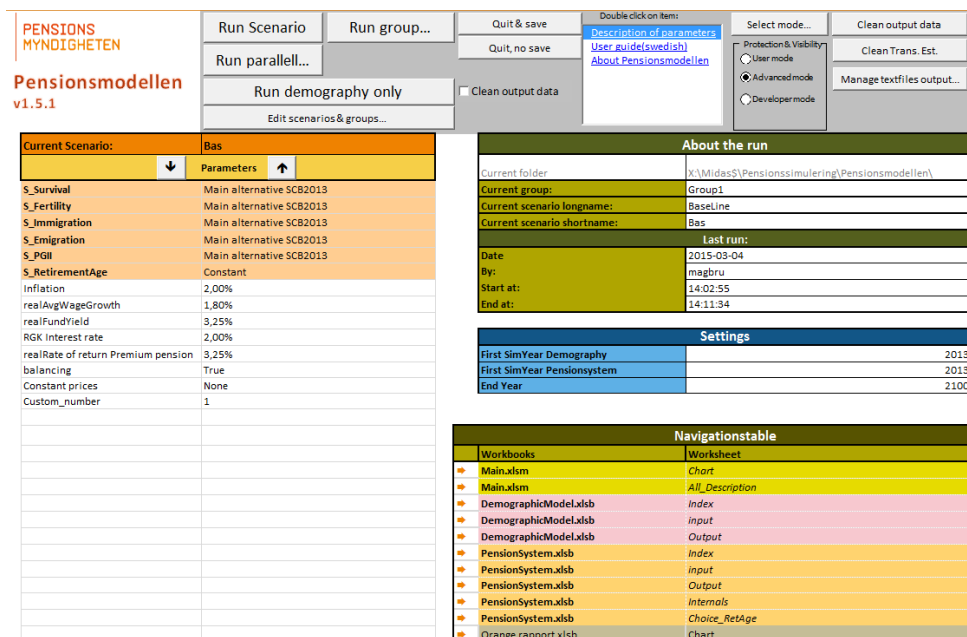 PENSIONS
MYNDIGHETEN
Pensionsmodellen
v1.5.1
Run Scenario
Run group...
Run parallell...
Run demography only
Edit scenarios & groups...
Quit & save
Quit, no save
Clean output data
Double click on item:
Description of parameters
User guide(swedish)
About Pensionsmodellen
Select mode...
Protection & Visibility
User mode
Advanced mode
Developer mode
Clean output data
Clean Trans. Est.
Manage textfiles output...
Current Scenario: Bas
Parameters
S_Survival Main alternative SCB2013
S_Fertility Main alternative SCB2013
S_Immigration Main alternative SCB2013
S_Emigration Main alternative SCB2013
S_PGII Main alternative SCB2013
S_RetirementAge Constant
Inflation 2,00%
realAvgWageGrowth 1,80%
realFundYield 3,25%
RGK Interest rate 2,00%
realRate of return Premium pension 3,25%
balancing True
Constant prices None
Custom_number 1
About the run
Current folder X:\MidasS\Pensionssimulering\Pensionsmodellen\
Current group: Group1
Current scenario longname: BaseLine
Current scenario shortname: Bas
Last run:
Date 2015-03-04
By: magbru
Start at: 14:02:55
End at: 14:11:34
Settings
First SimYear Demography 2013
First SimYear Pensionsystem 2013
End Year 2100
Navigationstable
Workbooks Worksheet
Main.xlsm Chart
Main.xlsm All_Description
DemographicModel.xlsb Index
DemographicModel.xlsb input
DemographicModel.xlsb Output
PensionSystem.xlsb Index
PensionSystem.xlsb input
PensionSystem.xlsb Output
PensionSystem.xlsb Internals
PensionSystem.xlsb Choice_RetAge
Orange rapport.xlsb Chart